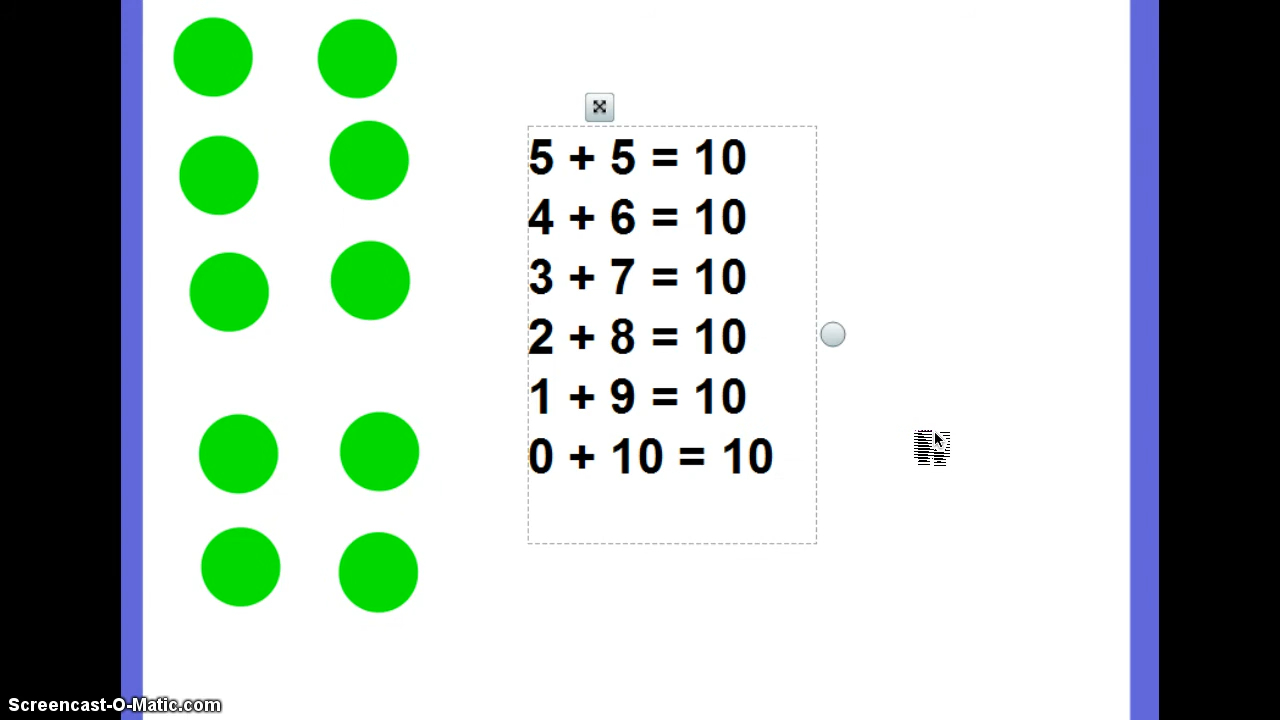 5 + 5 = 10
4 + 6 = 10
3 + 7 = 10
2 + 8 = 10
1 + 9 = 10
0 + 10 = 10
Screencast-O-Matic.com